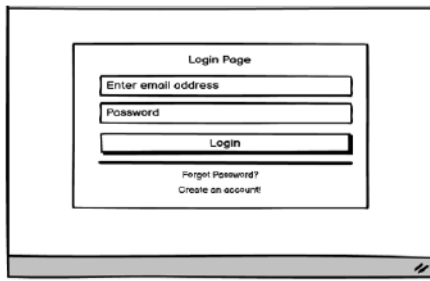 Login Page
Enter email address
Password
Login
Forgot Password?
Create an account!